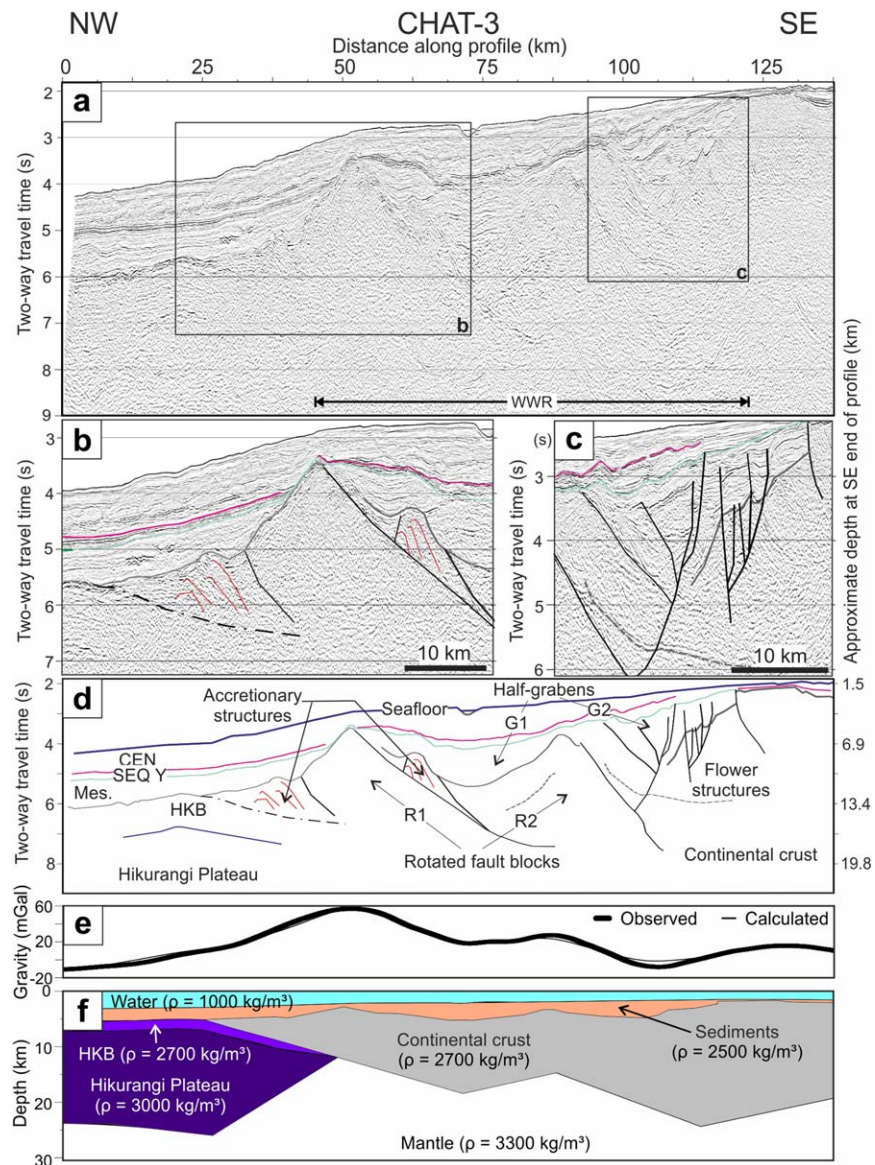 NW CHAT-3 SE
Distance along profile (km)
0 25 50 75 100 125
a
2
3
4
5
6
7
8
9
Two-way travel time (s)
b
c
WWR
Approximate depth at SE end of profile (km)
b
3
4
5
6
7
Two-way travel time (s)
10 km
c
(s)
3
4
5
6
Two-way travel time (s)
10 km
d
2
4
6
8
Two-way travel time (s)
Accretionary
structures
Seafloor
Half-grabens
G1
G2
CEN
SEQ Y
Mes.
HKB
R1
R2
Flower
structures
Rotated fault blocks
Hikurangi Plateau
Continental crust
1.5
6.9
13.4
19.8
e
60
20
-20
Gravity (mGal)
Observed
Calculated
f
0
10
20
30
Depth (km)
Water (ρ = 1000 kg/m³)
HKB (ρ = 2700 kg/m³)
Hikurangi Plateau
(ρ = 3000 kg/m³)
Continental crust
(ρ = 2700 kg/m³)
Sediments
(ρ = 2500 kg/m³)
Mantle (ρ = 3300 kg/m³)